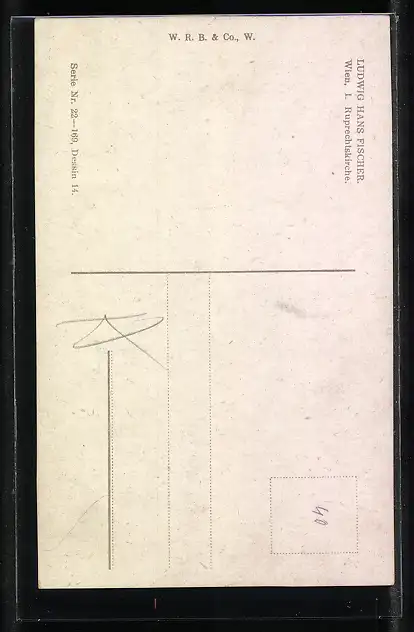 LUDWIG HANS FISCHER.
Wien, I. Ruprechtskirche.
W. R. B. & Co., W.
Serie Nr. 22—169, Dessin 14.
40